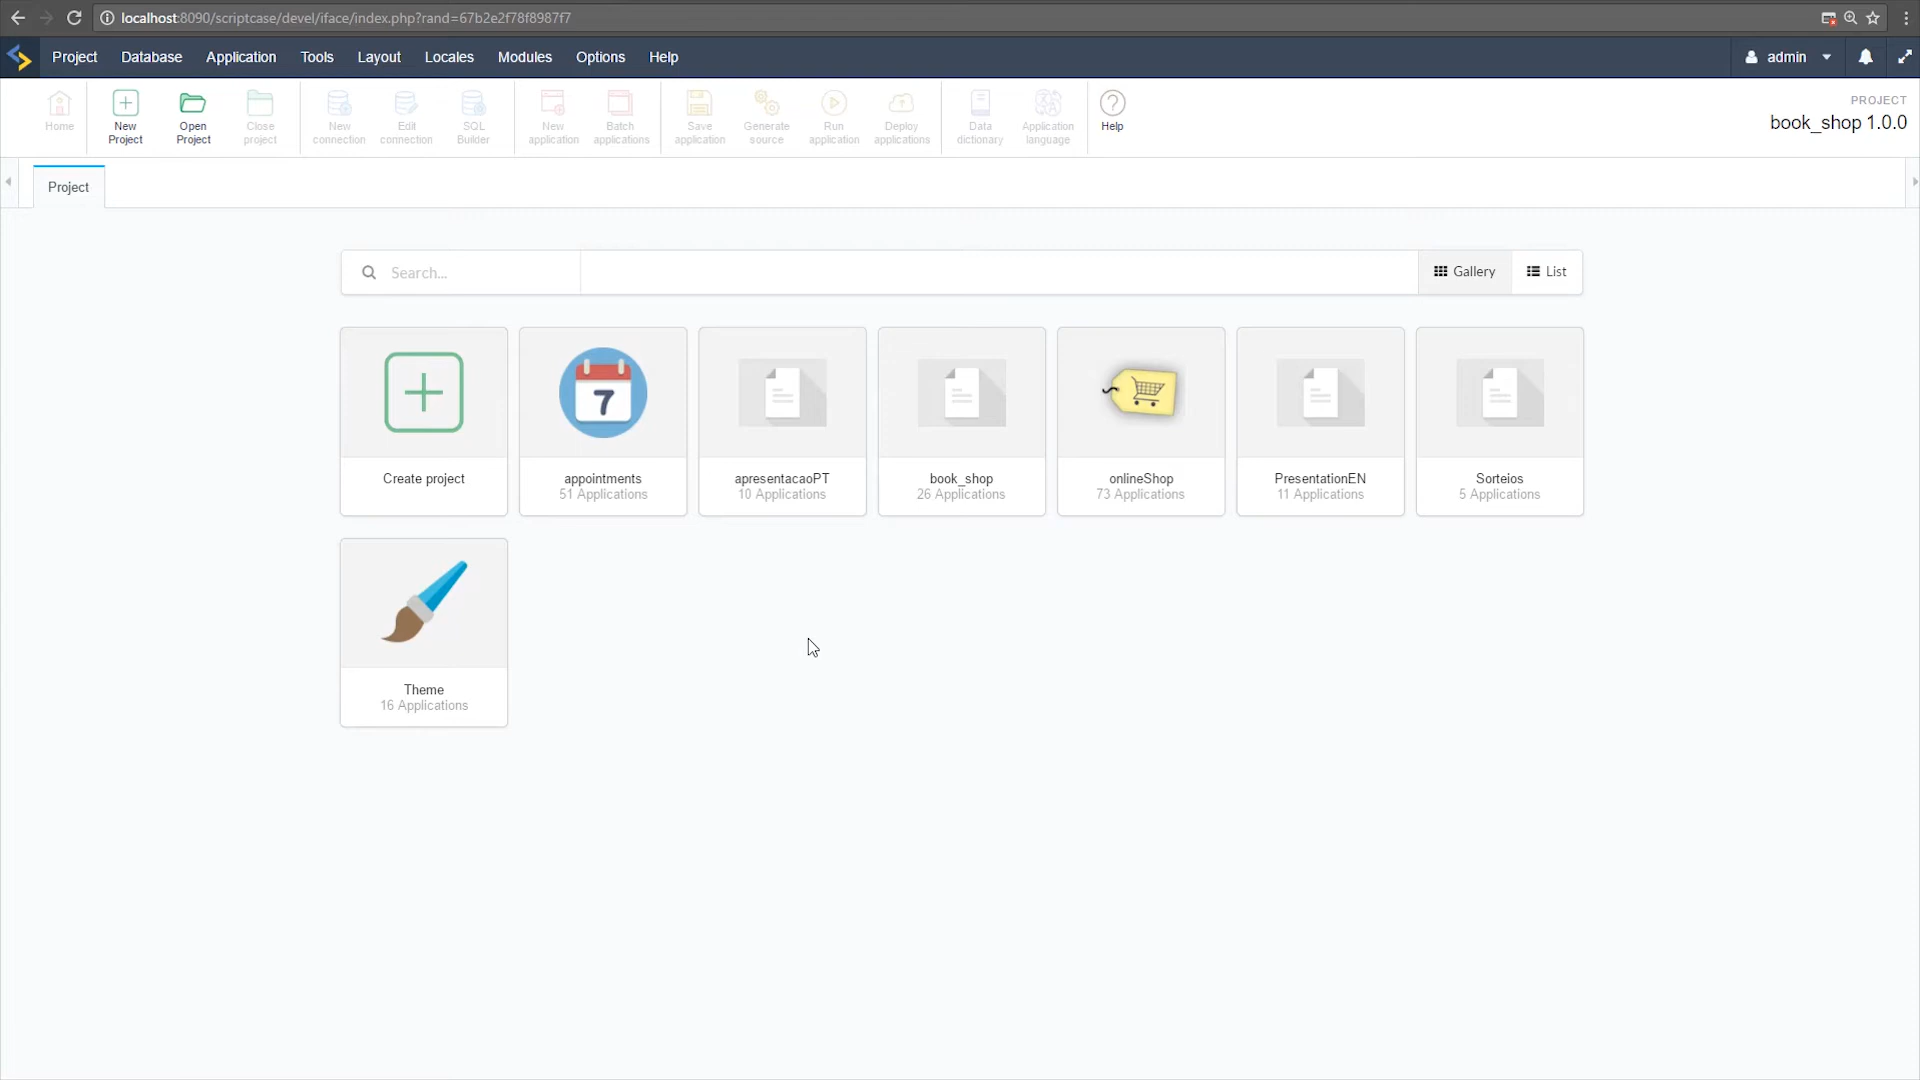 localhost:8090/scriptcase/devel/iface/index.php?rand=67b2e2f78f8987f7
Project Database Application Tools Layout Locales Modules Options Help admin
Home
New Project
Open Project
Close project
New connection
Edit connection
SQL Builder
New application
Batch applications
Save application
Generate source
Run application
Deploy applications
Data dictionary
Application language
Help
PROJECT
book_shop 1.0.0
Project
Search...
Gallery List
Create project
appointments
51 Applications
7
apresentacaoPT
10 Applications
book_shop
26 Applications
onlineShop
73 Applications
PresentationEN
11 Applications
Sorteios
5 Applications
Theme
16 Applications